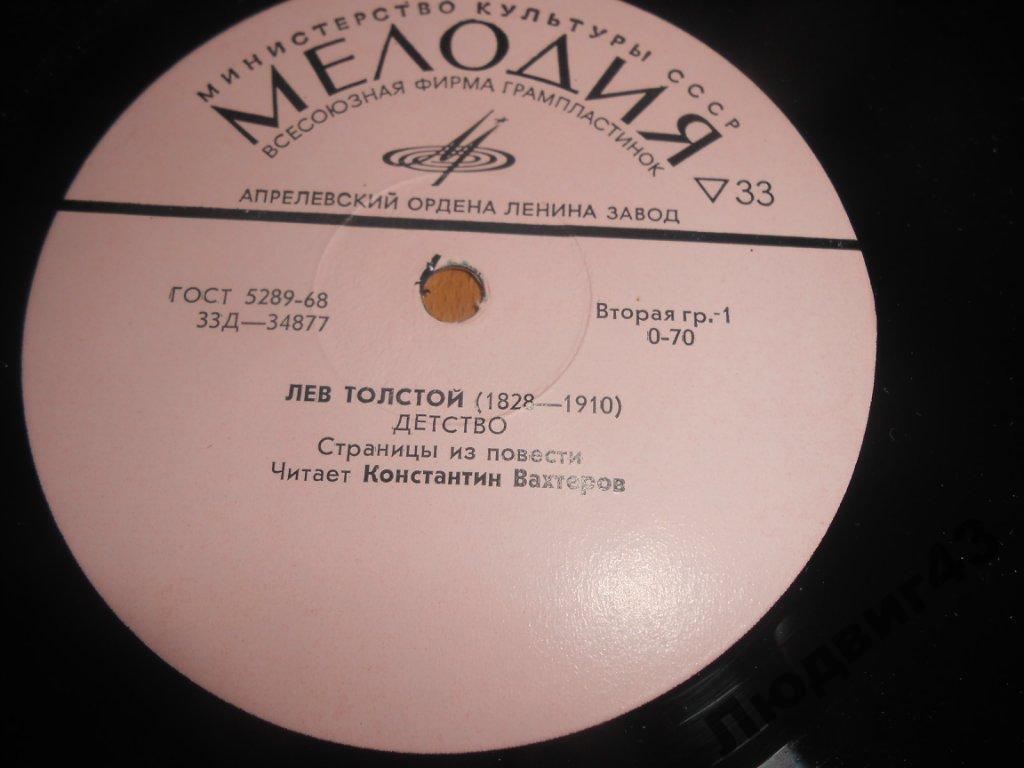 МИНИСТЕРСТВО КУЛЬТУРЫ СССР
МЕЛОДИЯ
ВСЕСОЮЗНАЯ ФИРМА ГРАМПЛАСТИНОК
▽33
АПРЕЛЕВСКИЙ ОРДЕНА ЛЕНИНА ЗАВОД
ГОСТ 5289-68
33Д—34877
Вторая гр.-1
0-70
ЛЕВ ТОЛСТОЙ (1828—1910)
ДЕТСТВО
Страницы из повести
Читает Константин Вахтеров
Людвиг43